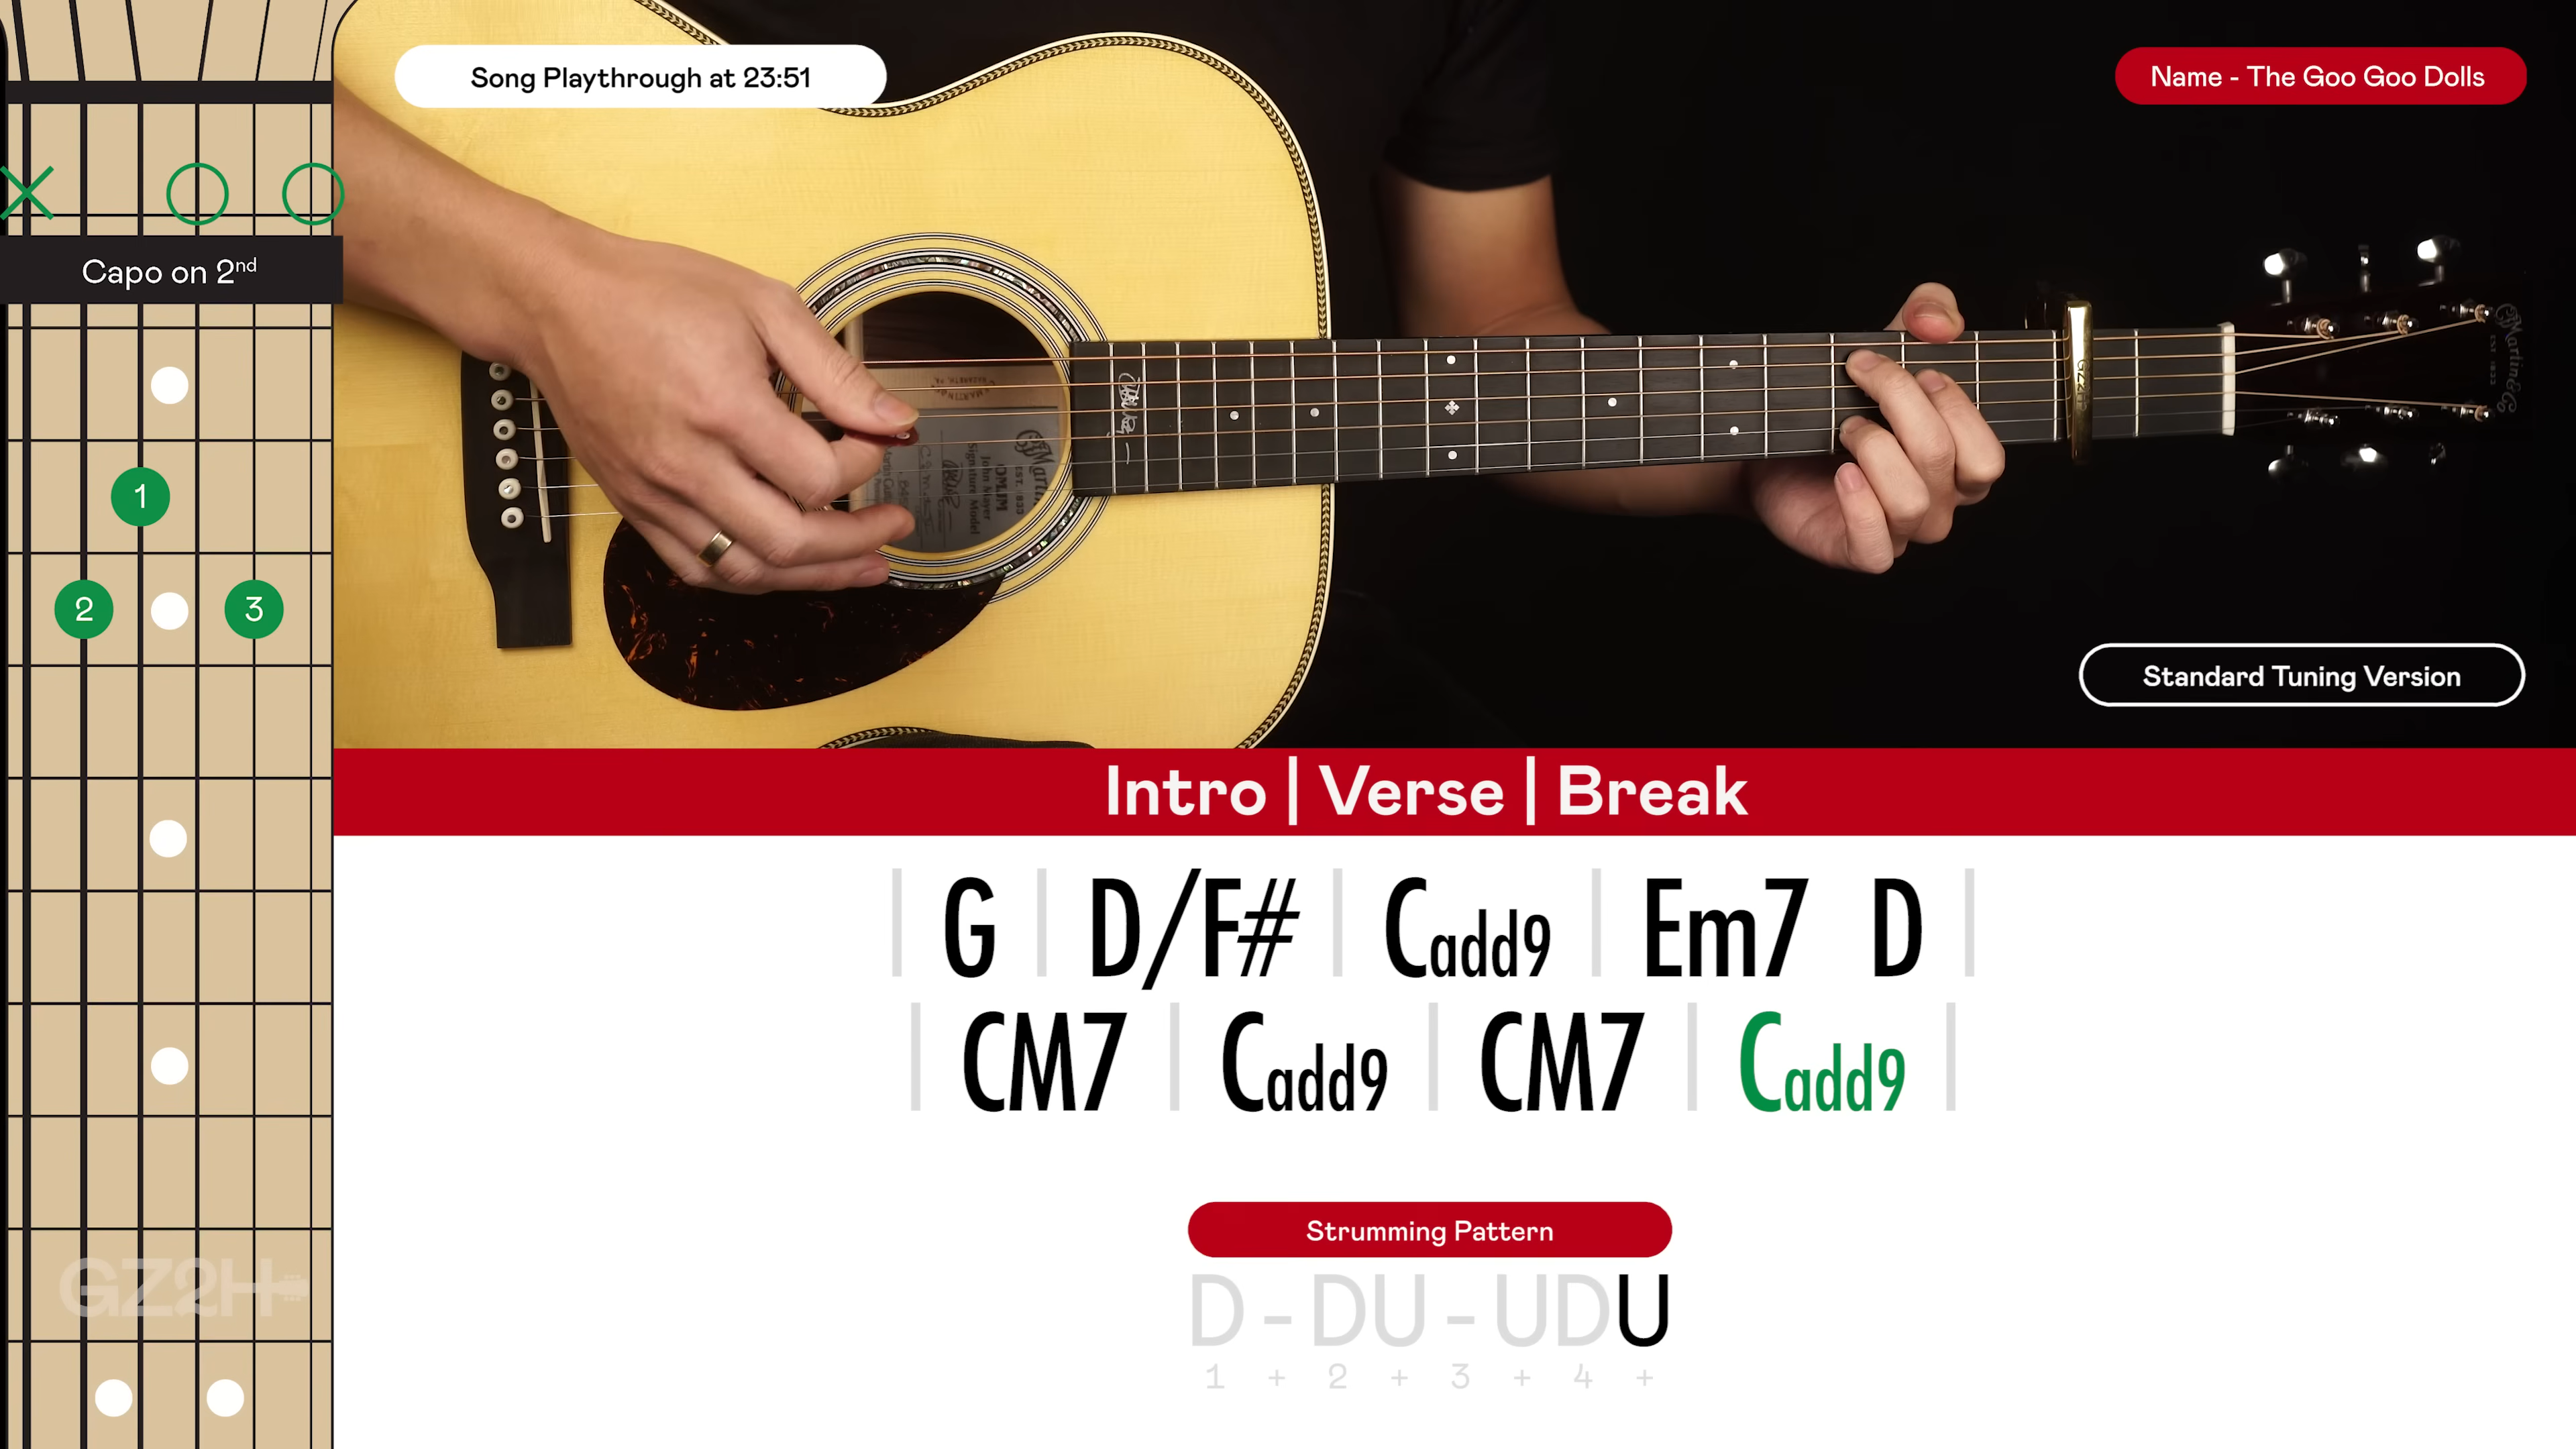 Song Playthrough at 23:51
Name - The Goo Goo Dolls
Capo on 2nd
1
2 3
Standard Tuning Version
Intro | Verse | Break
| G | D/F# | Cadd9 | Em7 D |
| CM7 | Cadd9 | CM7 | Cadd9 |
Strumming Pattern
D - DU - UDU
1 + 2 + 3 + 4 +
GZ2H